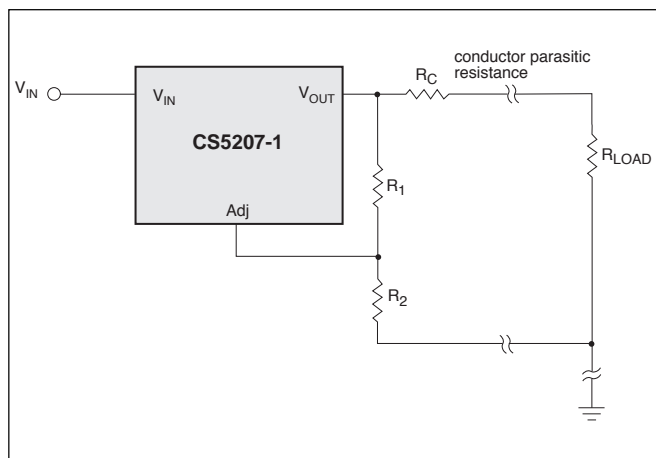 conductor parasitic
resistance
R_C
V_IN
V_IN
V_OUT
CS5207-1
R_LOAD
R_1
Adj
R_2